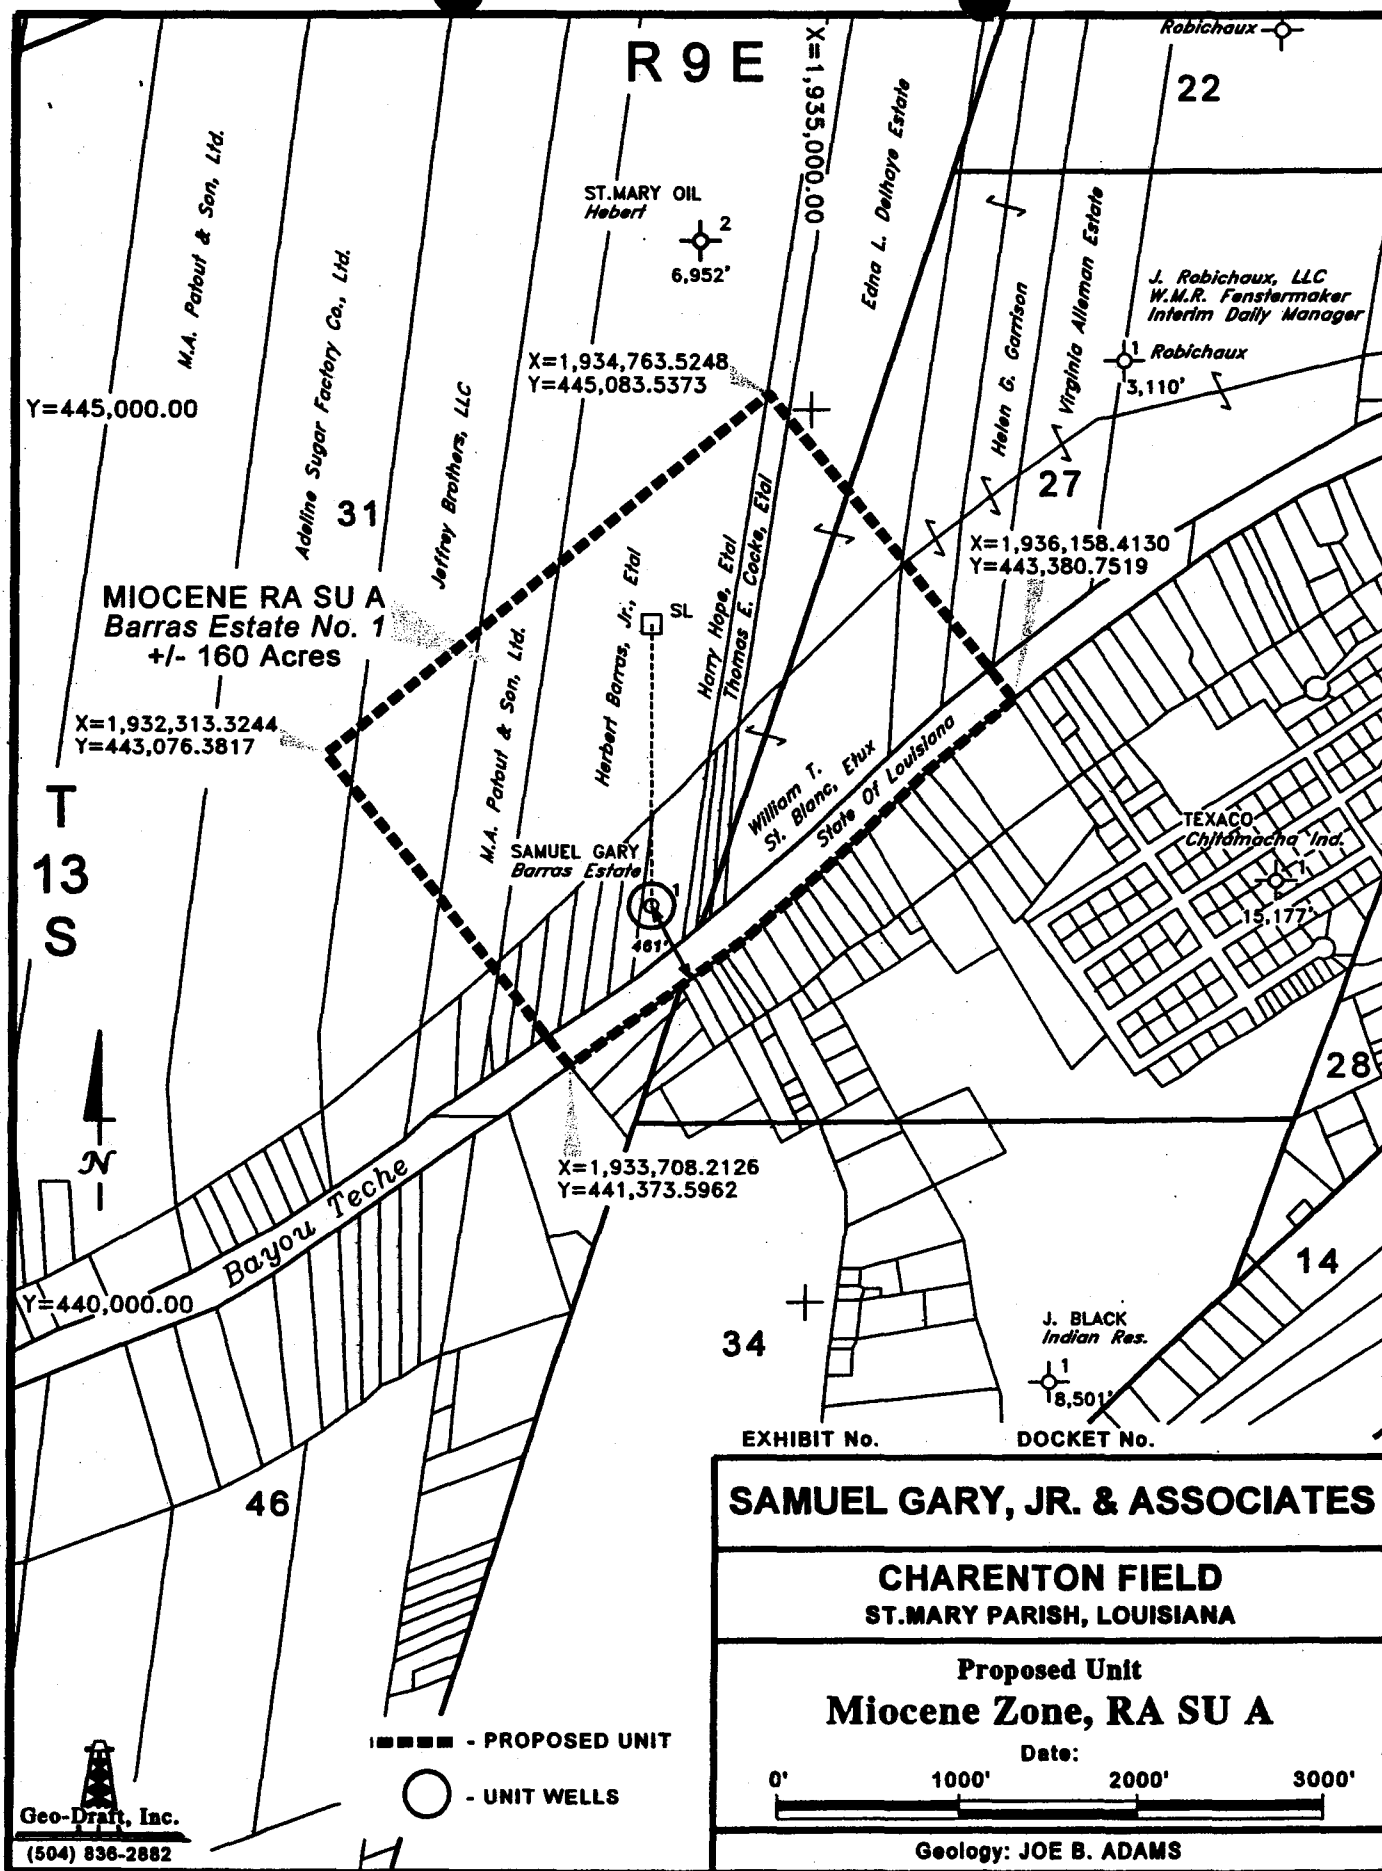 R 9 E
X=1,935,000.00
Robichaux
22
M.A. Patout & Son, Ltd.
Adeline Sugar Factory Co., Ltd.
Jeffrey Brothers, LLC
ST.MARY OIL
Hebert
2
6,952'
Edna L. Delhaye Estate
Helen G. Garrison
Virginia Alleman Estate
J. Robichaux, LLC
W.M.R. Fenstermaker
Interim Daily Manager
1
Robichaux
3,110'
X=1,934,763.5248
Y=445,083.5373
Y=445,000.00
31
27
X=1,936,158.4130
Y=443,380.7519
MIOCENE RA SU A
Barras Estate No. 1
+/- 160 Acres
SL
M.A. Patout & Son, Ltd.
Herbert Barras, Jr., Etal
Harry Hope, Etal
Thomas E. Cocke, Etal
X=1,932,313.3244
Y=443,076.3817
T
13
S
William T.
St. Blanc, Etux
State Of Louisiana
SAMUEL GARY
Barras Estate
1
461'
TEXACO
Chitamacha Ind.
1
15,177'
28
N
Bayou Teche
X=1,933,708.2126
Y=441,373.5962
Y=440,000.00
14
34
J. BLACK
Indian Res.
1
8,501'
46
EXHIBIT No.
DOCKET No.
SAMUEL GARY, JR. & ASSOCIATES
CHARENTON FIELD
ST.MARY PARISH, LOUISIANA
Proposed Unit
Miocene Zone, RA SU A
Date:
0' 1000' 2000' 3000'
Geology: JOE B. ADAMS
- PROPOSED UNIT
- UNIT WELLS
Geo-Draft, Inc.
(504) 836-2882